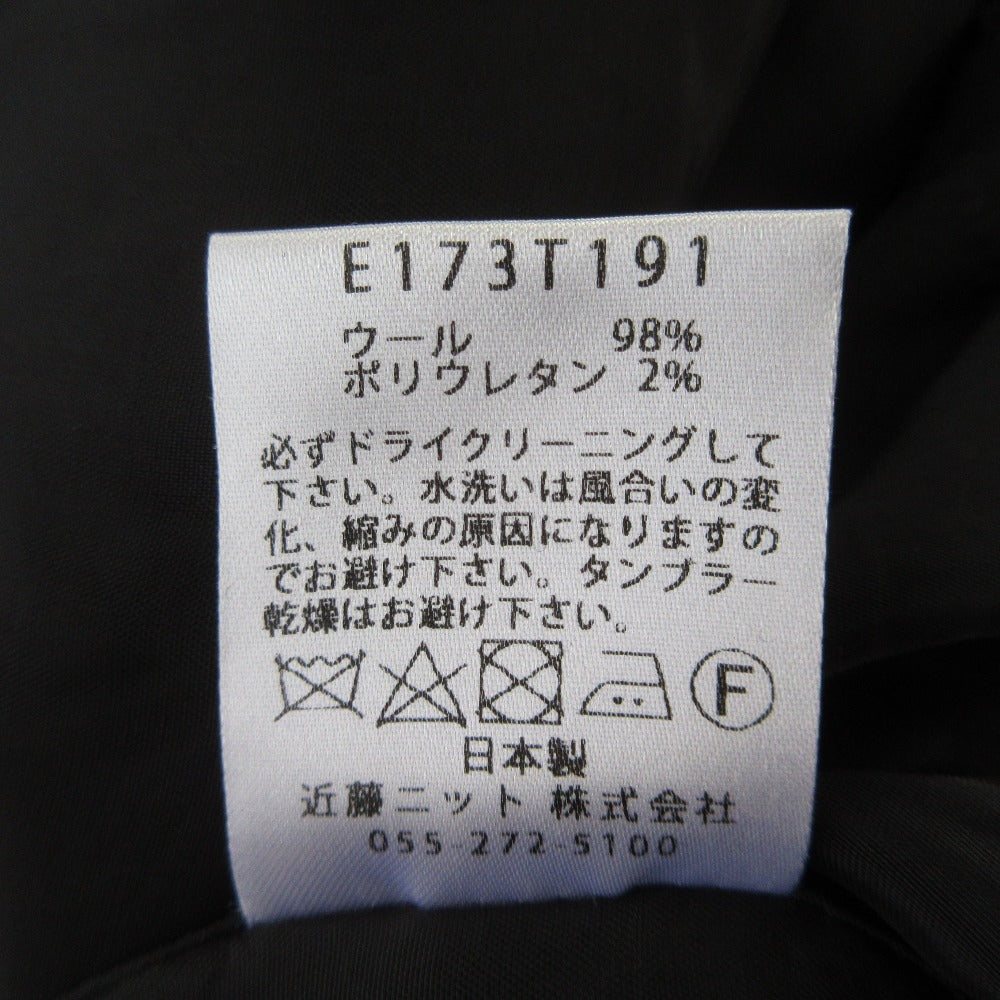 E173T191
ウール 98%
ポリウレタン 2%
必ずドライクリーニングして
下さい。水洗いは風合いの変
化、縮みの原因になりますの
でお避け下さい。タンブラー
乾燥はお避け下さい。
F
日本製
近藤ニット株式会社
055-272-5100